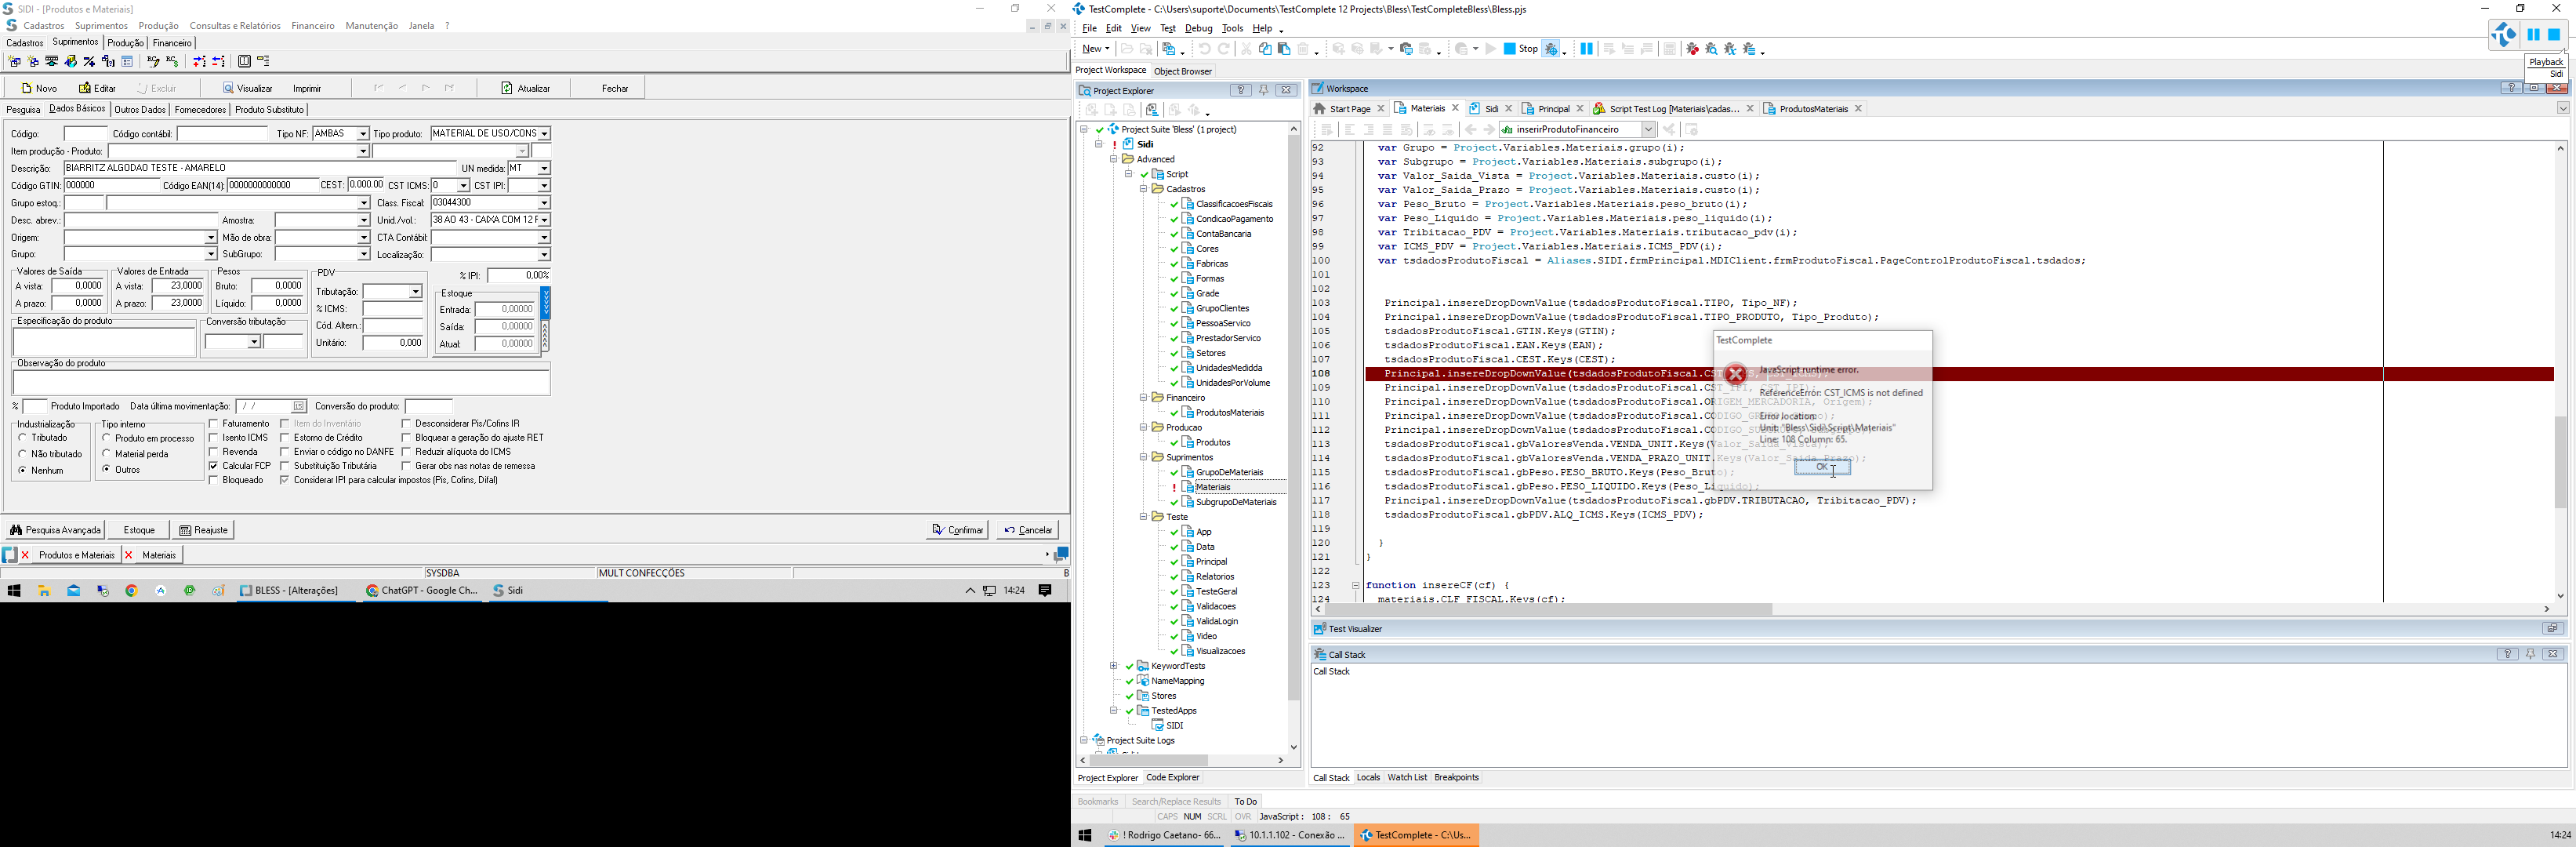 SIDI - [Produtos e Materiais]
Cadastros Suprimentos Produção Consultas e Relatórios Financeiro Manutenção Janela ?
Cadastros Suprimentos Produção Financeiro
Novo Editar Excluir Visualizar Imprimir Atualizar Fechar
Pesquisa Dados Básicos Outros Dados Fornecedores Produto Substituto
Código: Código contábil: Tipo NF: AMBAS Tipo produto: MATERIAL DE USO/CONS
Item produção - Produto:
Descrição: BIARRITZ ALGODAO TESTE - AMARELO UN medida: MT
Código GTIN: 000000 Código EAN(14): 0000000000000 CEST: 0.000.00 CST ICMS: 0 CST IPI:
Grupo estoq.: Class. Fiscal: 03044300
Desc. abrev.: Amostra: Unid./vol.: 38 AO 43 - CAIXA COM 12 F
Origem: Mão de obra: CTA Contábil:
Grupo: SubGrupo: Localização:
Valores de Saída Valores de Entrada Pesos PDV % IPI: 0,00%
A vista: 0,0000 A vista: 23,0000 Bruto: 0,0000 Tributação: Estoque
A prazo: 0,0000 A prazo: 23,0000 Líquido: 0,0000 % ICMS: Entrada: 0,00000
Especificação do produto Conversão tributação Cód. Altern.: Saída: 0,00000
Unitário: 0,000 Atual: 0,00000
Observação do produto
% Produto Importado Data última movimentação: / / Conversão do produto:
Industrialização Tipo interno Faturamento Item do Inventário Desconsiderar Pis/Cofins IR
Tributado Produto em processo Isento ICMS Estorno de Crédito Bloquear a geração do ajuste RET
Não tributado Material perda Revenda Enviar o código no DANFE Reduzir alíquota do ICMS
Nenhum Outros Calcular FCP Substituição Tributária Gerar obs nas notas de remessa
Bloqueado Considerar IPI para calcular impostos (Pis, Cofins, Difal)
Pesquisa Avançada Estoque Reajuste Confirmar Cancelar
Produtos e Materiais Materiais
SYSDBA MULT CONFECÇÕES B
BLESS - [Alterações] ChatGPT - Google Ch... Sidi 14:24
TestComplete - C:\Users\suporte\Documents\TestComplete 12 Projects\Bless\TestCompleteBless\Bless.pjs
File Edit View Test Debug Tools Help
New Stop
Playback
Sidi
Project Workspace Object Browser
Project Explorer
Project Suite 'Bless' (1 project)
Sidi
Advanced
Script
Cadastros
ClassificacoesFiscais
CondicaoPagamento
ContaBancaria
Cores
Fabricas
Formas
Grade
GrupoClientes
PessoaServico
PrestadorServico
Setores
UnidadesMedidda
UnidadesPorVolume
Financeiro
ProdutosMateriais
Producao
Produtos
Suprimentos
GrupoDeMateriais
Materiais
SubgrupoDeMateriais
Teste
App
Data
Principal
Relatorios
TesteGeral
Validacoes
ValidaLogin
Video
Visualizacoes
KeywordTests
NameMapping
Stores
TestedApps
SIDI
Project Suite Logs
Project Explorer Code Explorer
Workspace
Start Page Materiais Sidi Principal Script Test Log [Materiais\cadas... ProdutosMateriais
inserirProdutoFinanceiro
92 var Grupo = Project.Variables.Materiais.grupo(i);
93 var Subgrupo = Project.Variables.Materiais.subgrupo(i);
94 var Valor_Saida_Vista = Project.Variables.Materiais.custo(i);
95 var Valor_Saida_Prazo = Project.Variables.Materiais.custo(i);
96 var Peso_Bruto = Project.Variables.Materiais.peso_bruto(i);
97 var Peso_Liquido = Project.Variables.Materiais.peso_liquido(i);
98 var Tribitacao_PDV = Project.Variables.Materiais.tributacao_pdv(i);
99 var ICMS_PDV = Project.Variables.Materiais.ICMS_PDV(i);
100 var tsdadosProdutoFiscal = Aliases.SIDI.frmPrincipal.MDIClient.frmProdutoFiscal.PageControlProdutoFiscal.tsdados;
101
102
103 Principal.insereDropDownValue(tsdadosProdutoFiscal.TIPO, Tipo_NF);
104 Principal.insereDropDownValue(tsdadosProdutoFiscal.TIPO_PRODUTO, Tipo_Produto);
105 tsdadosProdutoFiscal.GTIN.Keys(GTIN);
106 tsdadosProdutoFiscal.EAN.Keys(EAN);
107 tsdadosProdutoFiscal.CEST.Keys(CEST);
108 Principal.insereDropDownValue(tsdadosProdutoFiscal.CST_ICMS, CST_ICMS);
109 Principal.insereDropDownValue(tsdadosProdutoFiscal.CST_IPI, CST_IPI);
110 Principal.insereDropDownValue(tsdadosProdutoFiscal.ORIGEM_MERCADORIA, Origem);
111 Principal.insereDropDownValue(tsdadosProdutoFiscal.CODIGO_GRUPO, Grupo);
112 Principal.insereDropDownValue(tsdadosProdutoFiscal.CODIGO_
113 tsdadosProdutoFiscal.gbValoresVenda.VENDA_UNIT.Keys(Valor_Saida_Vista);
114 tsdadosProdutoFiscal.gbValoresVenda.VENDA_PRAZO_UNIT.Keys(Valor_Saida_Prazo);
115 tsdadosProdutoFiscal.gbPeso.PESO_BRUTO.Keys(Peso_Bruto);
116 tsdadosProdutoFiscal.gbPeso.PESO_LIQUIDO.Keys(Peso_Liquido);
117 Principal.insereDropDownValue(tsdadosProdutoFiscal.gbPDV.TRIBUTACAO, Tribitacao_PDV);
118 tsdadosProdutoFiscal.gbPDV.ALQ_ICMS.Keys(ICMS_PDV);
119
120 }
121 }
122
123 function insereCF(cf) {
124 materiais.CLF_FISCAL.Keys(cf);
TestComplete
JavaScript runtime error.
ReferenceError: CST_ICMS is not defined
Error location:
Unit: "Bless\Sidi\Script\Materiais"
Line: 108 Column: 65.
OK
Test Visualizer
Call Stack
Call Stack
Call Stack Locals Watch List Breakpoints
Bookmarks Search/Replace Results To Do
CAPS NUM SCRL OVR JavaScript : 108 : 65
! Rodrigo Caetano- 66... 10.1.1.102 - Conexão ... TestComplete - C:\Us... 14:24